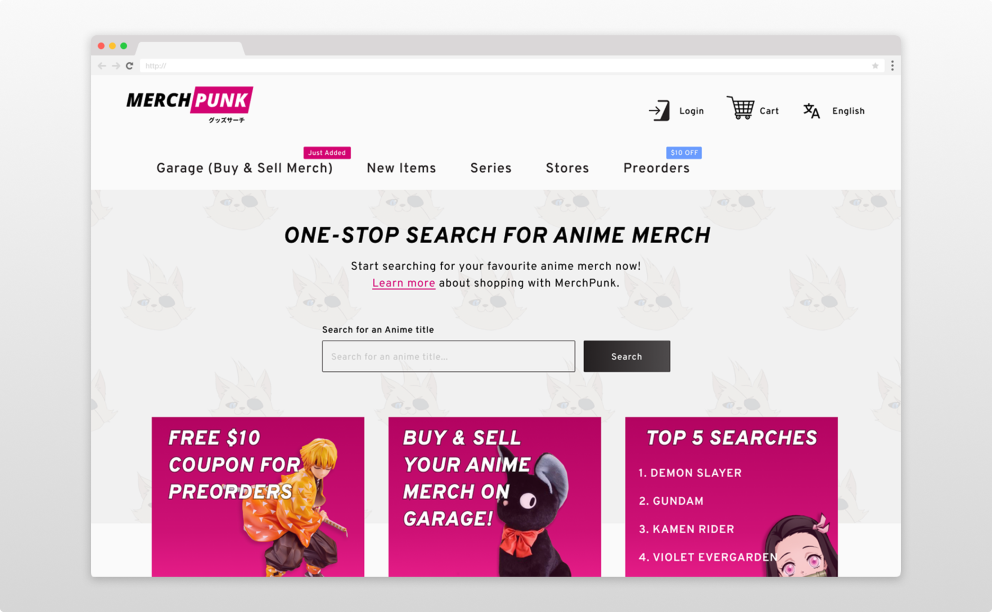 http://
MERCH PUNK
グッズサーチ
Login
Cart
English
Just Added
$10 OFF
Garage (Buy & Sell Merch)
New Items
Series
Stores
Preorders
ONE-STOP SEARCH FOR ANIME MERCH
Start searching for your favourite anime merch now!
Learn more about shopping with MerchPunk.
Search for an Anime title
Search for an anime title...
Search
FREE $10
COUPON FOR
PREORDERS
BUY & SELL
YOUR ANIME
MERCH ON
GARAGE!
TOP 5 SEARCHES
1. DEMON SLAYER
2. GUNDAM
3. KAMEN RIDER
4. VIOLET EVERGARDEN